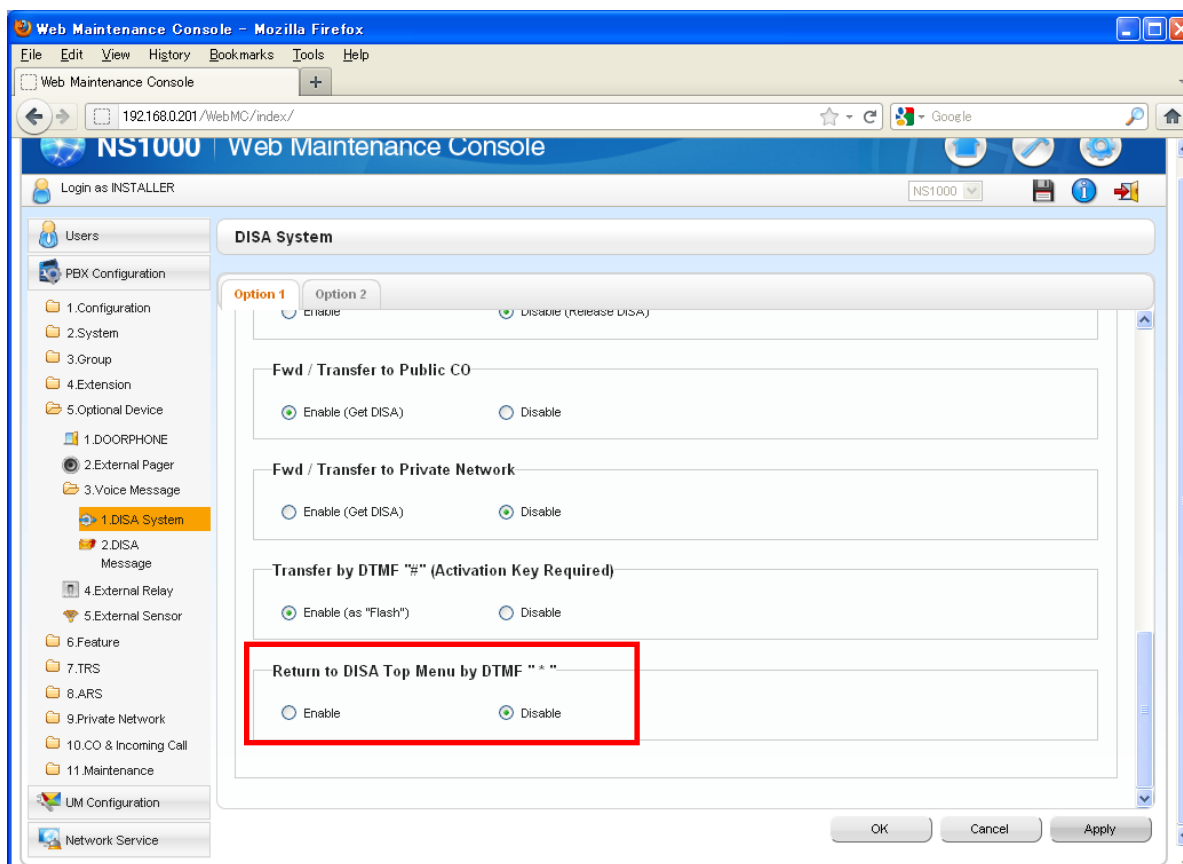 Web Maintenance Console - Mozilla Firefox
File Edit View History Bookmarks Tools Help
Web Maintenance Console +
192.168.0.201/WebMC/index/ Google
NS1000 Web Maintenance Console
Login as INSTALLER NS1000
Users
DISA System
PBX Configuration
Option 1 Option 2
1.Configuration
2.System
3.Group
4.Extension
5.Optional Device
1.DOORPHONE
2.External Pager
3.Voice Message
1.DISA System
2.DISA
Message
4.External Relay
5.External Sensor
6.Feature
7.TRS
8.ARS
9.Private Network
10.CO & Incoming Call
11.Maintenance
UM Configuration
Network Service
Enable Disable (Release DISA)
Fwd / Transfer to Public CO
Enable (Get DISA) Disable
Fwd / Transfer to Private Network
Enable (Get DISA) Disable
Transfer by DTMF "#" (Activation Key Required)
Enable (as "Flash") Disable
Return to DISA Top Menu by DTMF " * "
Enable Disable
OK Cancel Apply